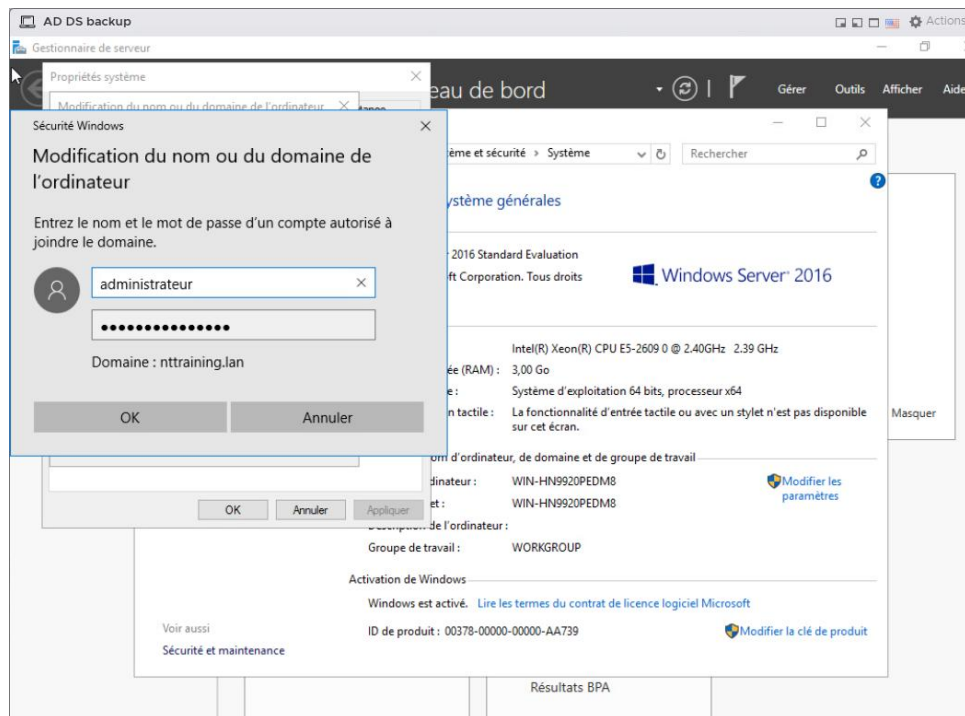 AD DS backup
Actions
Gestionnaire de serveur
Propriétés système
eau de bord
Gérer
Outils
Afficher
Aide
Modification du nom ou du domaine de l'ordinateur
Sécurité Windows
Modification du nom ou du domaine de
l'ordinateur
Entrez le nom et le mot de passe d'un compte autorisé à
joindre le domaine.
administrateur
●●●●●●●●●●●●●●●
Domaine : nttraining.lan
OK
Annuler
OK
Annuler
Appliquer
ème et sécurité > Système
Rechercher
ystème générales
2016 Standard Evaluation
ft Corporation. Tous droits
Windows Server® 2016
Intel(R) Xeon(R) CPU E5-2609 0 @ 2.40GHz 2.39 GHz
ée (RAM) : 3,00 Go
e : Système d'exploitation 64 bits, processeur x64
n tactile : La fonctionnalité d'entrée tactile ou avec un stylet n'est pas disponible
sur cet écran.
Masquer
om d'ordinateur, de domaine et de groupe de travail
dinateur : WIN-HN9920PEDM8
Modifier les
paramètres
et : WIN-HN9920PEDM8
Description de l'ordinateur :
Groupe de travail : WORKGROUP
Activation de Windows
Windows est activé. Lire les termes du contrat de licence logiciel Microsoft
ID de produit : 00378-00000-00000-AA739
Modifier la clé de produit
Voir aussi
Sécurité et maintenance
Résultats BPA